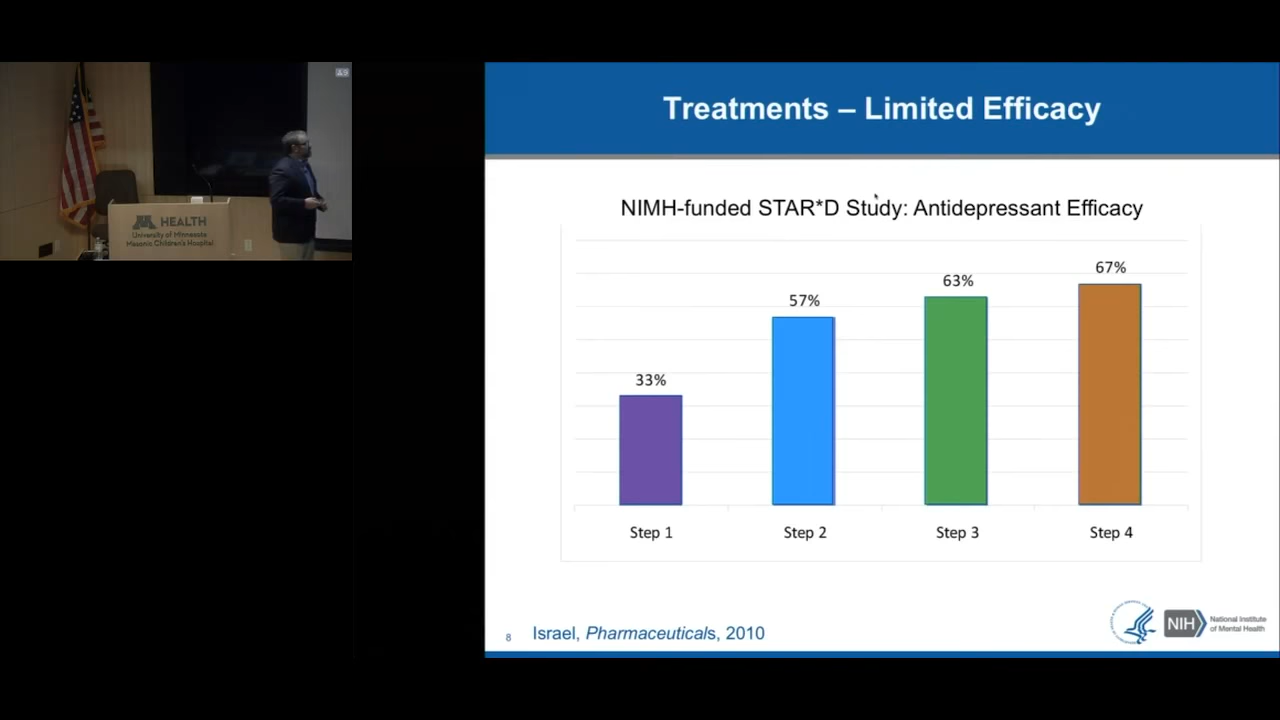 M HEALTH
University of Minnesota
Masonic Children's Hospital
Treatments – Limited Efficacy
NIMH-funded STAR*D Study: Antidepressant Efficacy
33%
57%
63%
67%
Step 1
Step 2
Step 3
Step 4
8
Israel, Pharmaceuticals, 2010
NIH
National Institute
of Mental Health